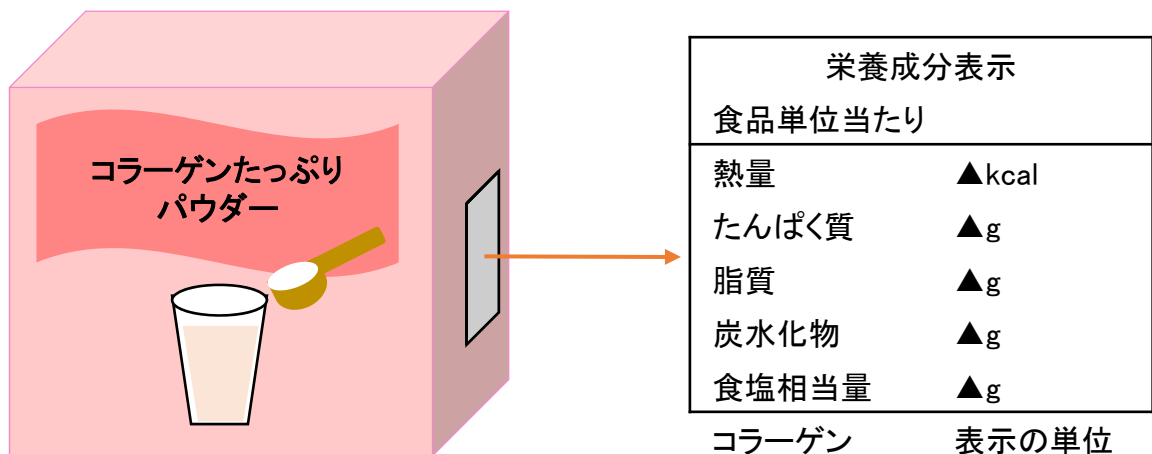 コラーゲンたっぷり
パウダー
栄養成分表示
食品単位当たり
熱量 ▲kcal
たんぱく質 ▲g
脂質 ▲g
炭水化物 ▲g
食塩相当量 ▲g
コラーゲン 表示の単位